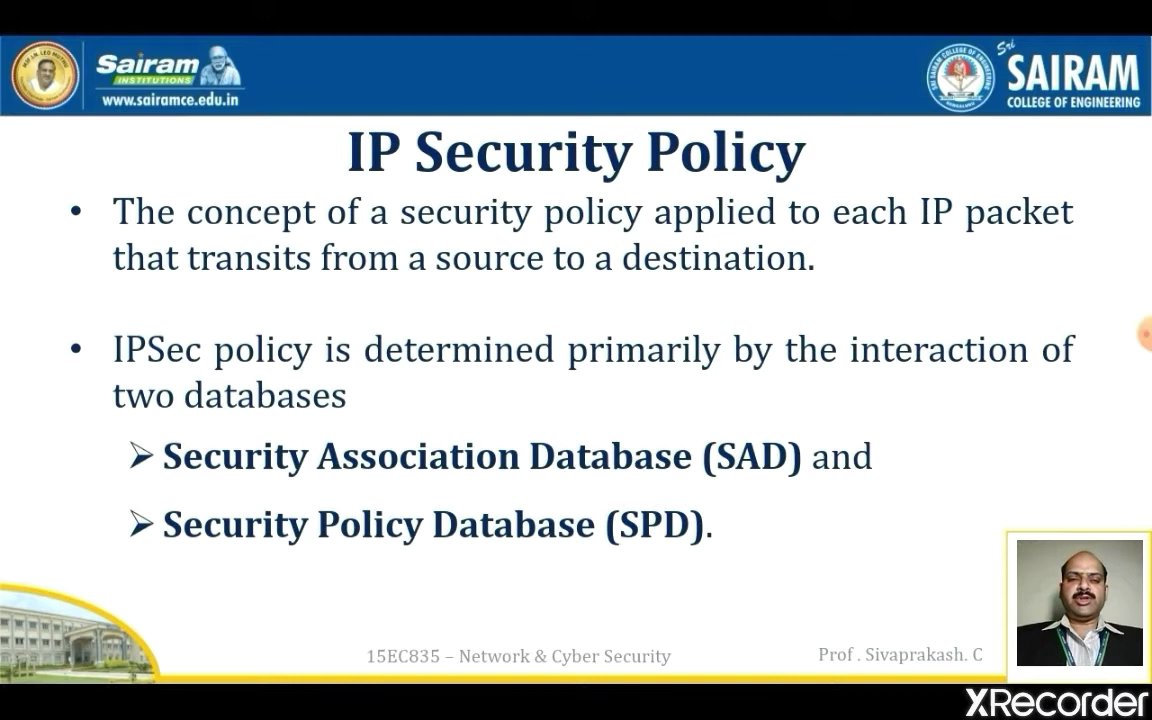 Sairam
INSTITUTIONS
www.sairamce.edu.in
Sri
SAIRAM
COLLEGE OF ENGINEERING
IP Security Policy
• The concept of a security policy applied to each IP packet
that transits from a source to a destination.
• IPSec policy is determined primarily by the interaction of
two databases
➢ Security Association Database (SAD) and
➢ Security Policy Database (SPD).
15EC835 – Network & Cyber Security
Prof . Sivaprakash. C
XRecorder